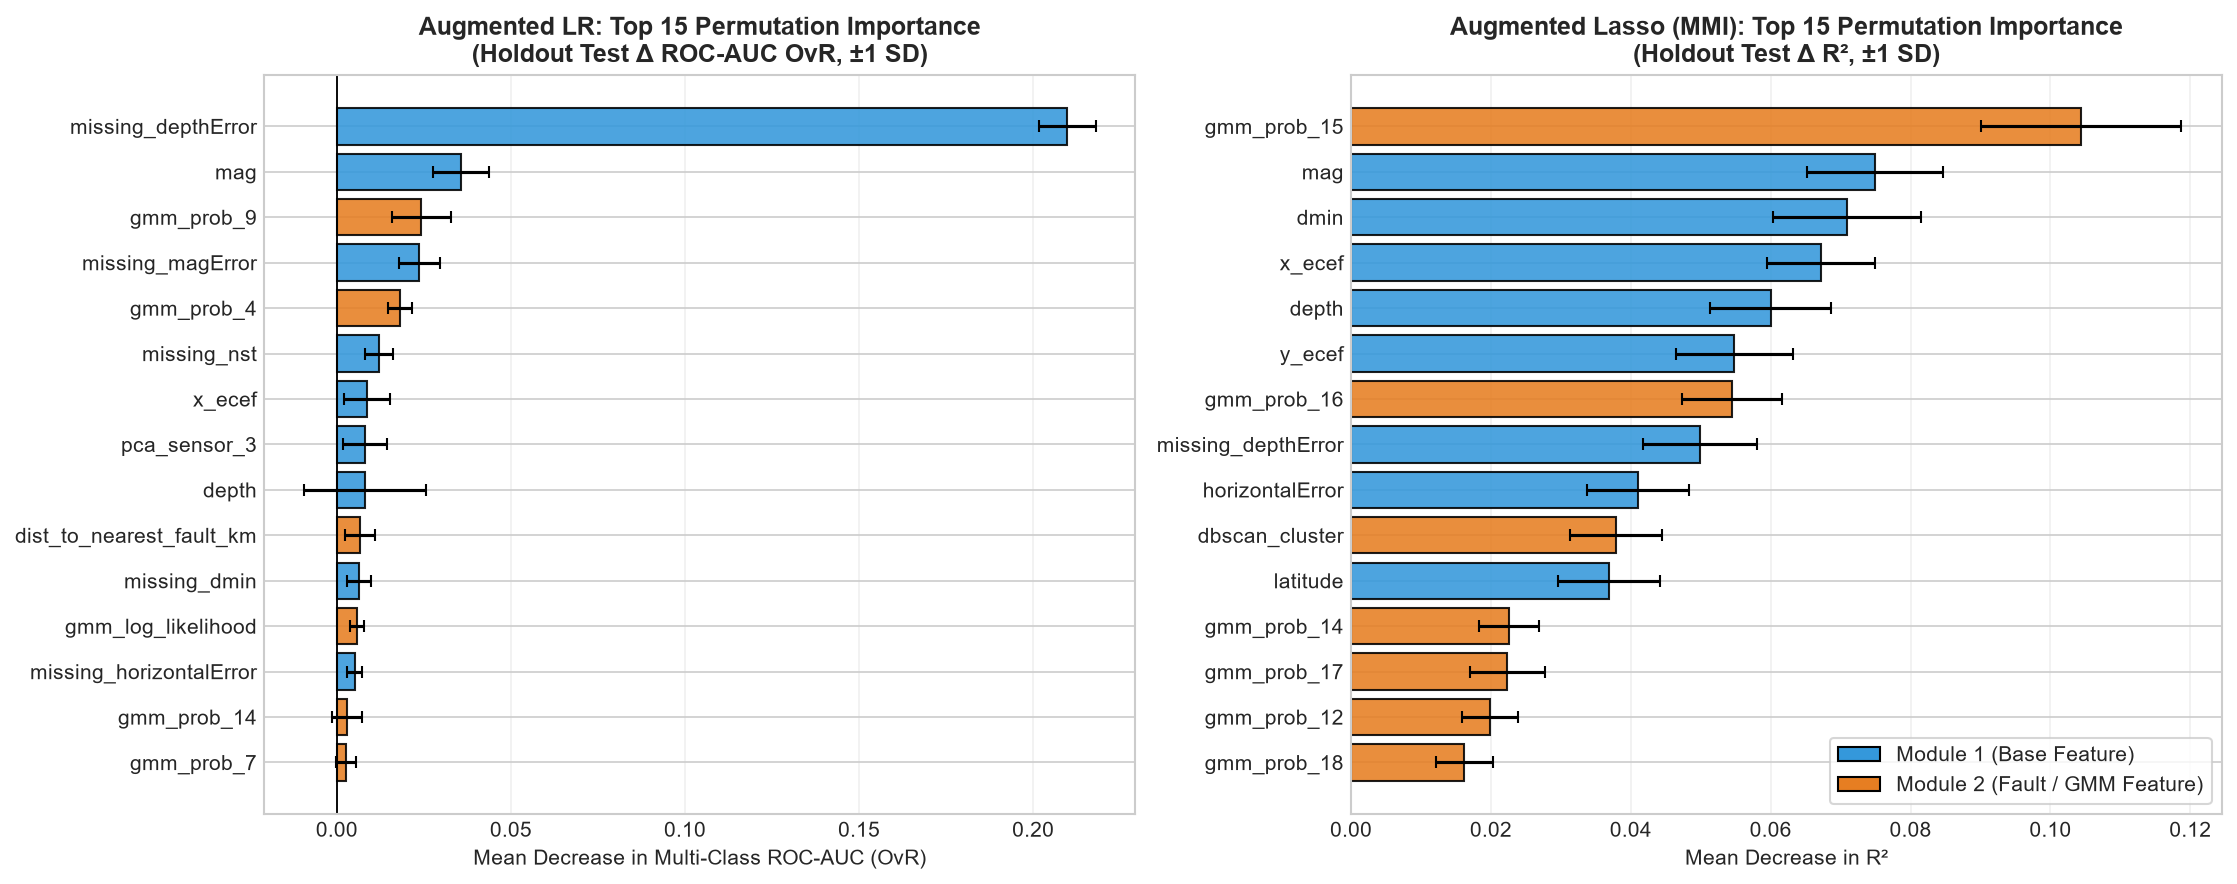 Augmented LR: Top 15 Permutation Importance
(Holdout Test Δ ROC-AUC OvR, ±1 SD)
missing_depthError
mag
gmm_prob_9
missing_magError
gmm_prob_4
missing_nst
x_ecef
pca_sensor_3
depth
dist_to_nearest_fault_km
missing_dmin
gmm_log_likelihood
missing_horizontalError
gmm_prob_14
gmm_prob_7
0.00 0.05 0.10 0.15 0.20
Mean Decrease in Multi-Class ROC-AUC (OvR)
Augmented Lasso (MMI): Top 15 Permutation Importance
(Holdout Test Δ R², ±1 SD)
gmm_prob_15
mag
dmin
x_ecef
depth
y_ecef
gmm_prob_16
missing_depthError
horizontalError
dbscan_cluster
latitude
gmm_prob_14
gmm_prob_17
gmm_prob_12
gmm_prob_18
Module 1 (Base Feature)
Module 2 (Fault / GMM Feature)
0.00 0.02 0.04 0.06 0.08 0.10 0.12
Mean Decrease in R²